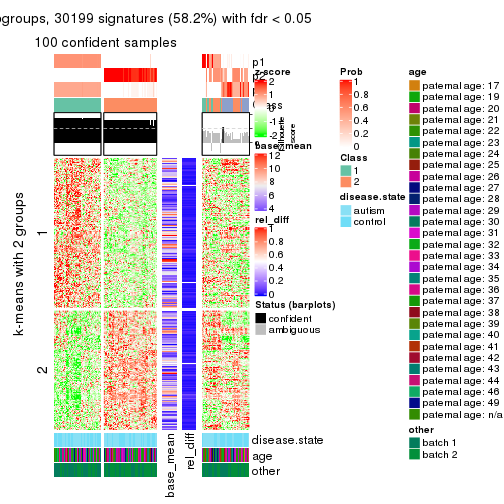 ogroups, 30199 signatures (58.2%) with fdr < 0.05
100 confident samples
p1
p2
z-score
2
1
0
-1
-2
Silhouette
score
base_mean
12
10
8
6
4
rel_diff
1
0.8
0.6
0.4
0.2
0
Status (barplots)
confident
ambiguous
Prob
1
0.8
0.6
0.4
0.2
0
Class
1
2
disease.state
autism
control
age
paternal age: 17
paternal age: 19
paternal age: 20
paternal age: 21
paternal age: 22
paternal age: 23
paternal age: 24
paternal age: 25
paternal age: 26
paternal age: 27
paternal age: 28
paternal age: 29
paternal age: 30
paternal age: 31
paternal age: 32
paternal age: 33
paternal age: 34
paternal age: 35
paternal age: 36
paternal age: 37
paternal age: 38
paternal age: 39
paternal age: 40
paternal age: 41
paternal age: 42
paternal age: 43
paternal age: 44
paternal age: 46
paternal age: 49
paternal age: n/a
other
batch 1
batch 2
k-means with 2 groups
1
2
disease.state
age
other
base_mean
rel_diff